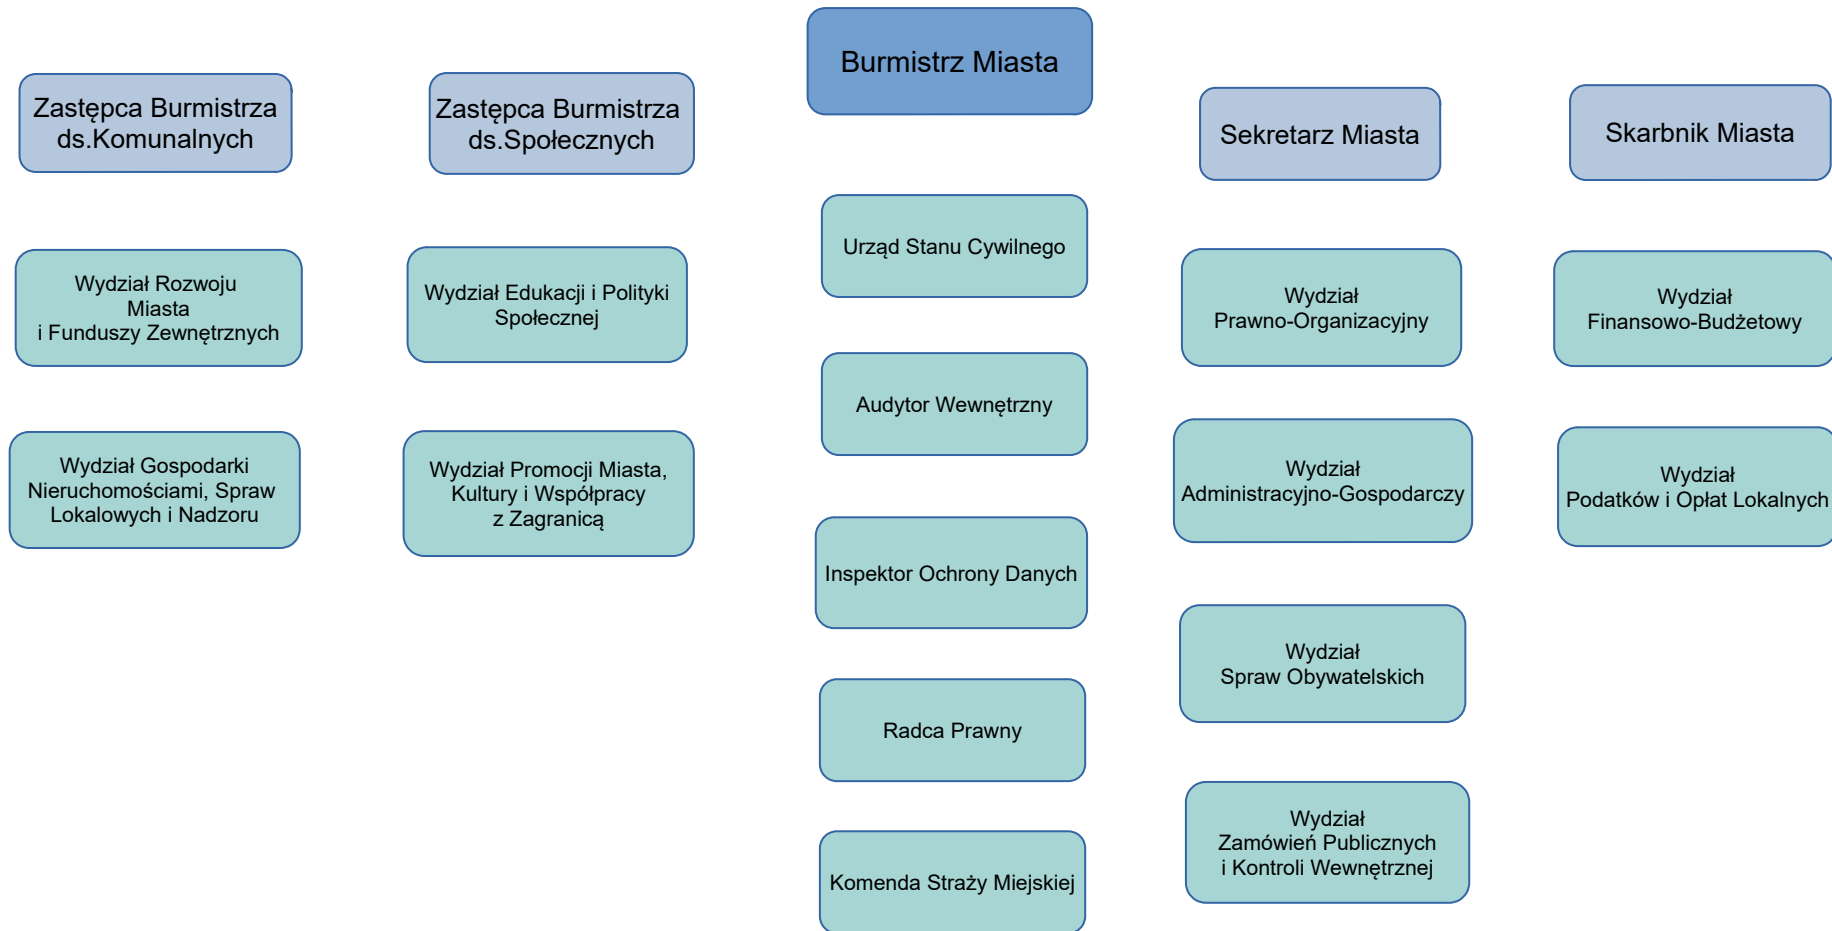 Burmistrz Miasta
Zastępca Burmistrza
ds.Komunalnych
Zastępca Burmistrza
ds.Społecznych
Sekretarz Miasta
Skarbnik Miasta
Wydział Rozwoju
Miasta
i Funduszy Zewnętrznych
Wydział Gospodarki
Nieruchomościami, Spraw
Lokalowych i Nadzoru
Wydział Edukacji i Polityki
Społecznej
Wydział Promocji Miasta,
Kultury i Współpracy
z Zagranicą
Urząd Stanu Cywilnego
Audytor Wewnętrzny
Inspektor Ochrony Danych
Radca Prawny
Komenda Straży Miejskiej
Wydział
Prawno-Organizacyjny
Wydział
Administracyjno-Gospodarczy
Wydział
Spraw Obywatelskich
Wydział
Zamówień Publicznych
i Kontroli Wewnętrznej
Wydział
Finansowo-Budżetowy
Wydział
Podatków i Opłat Lokalnych